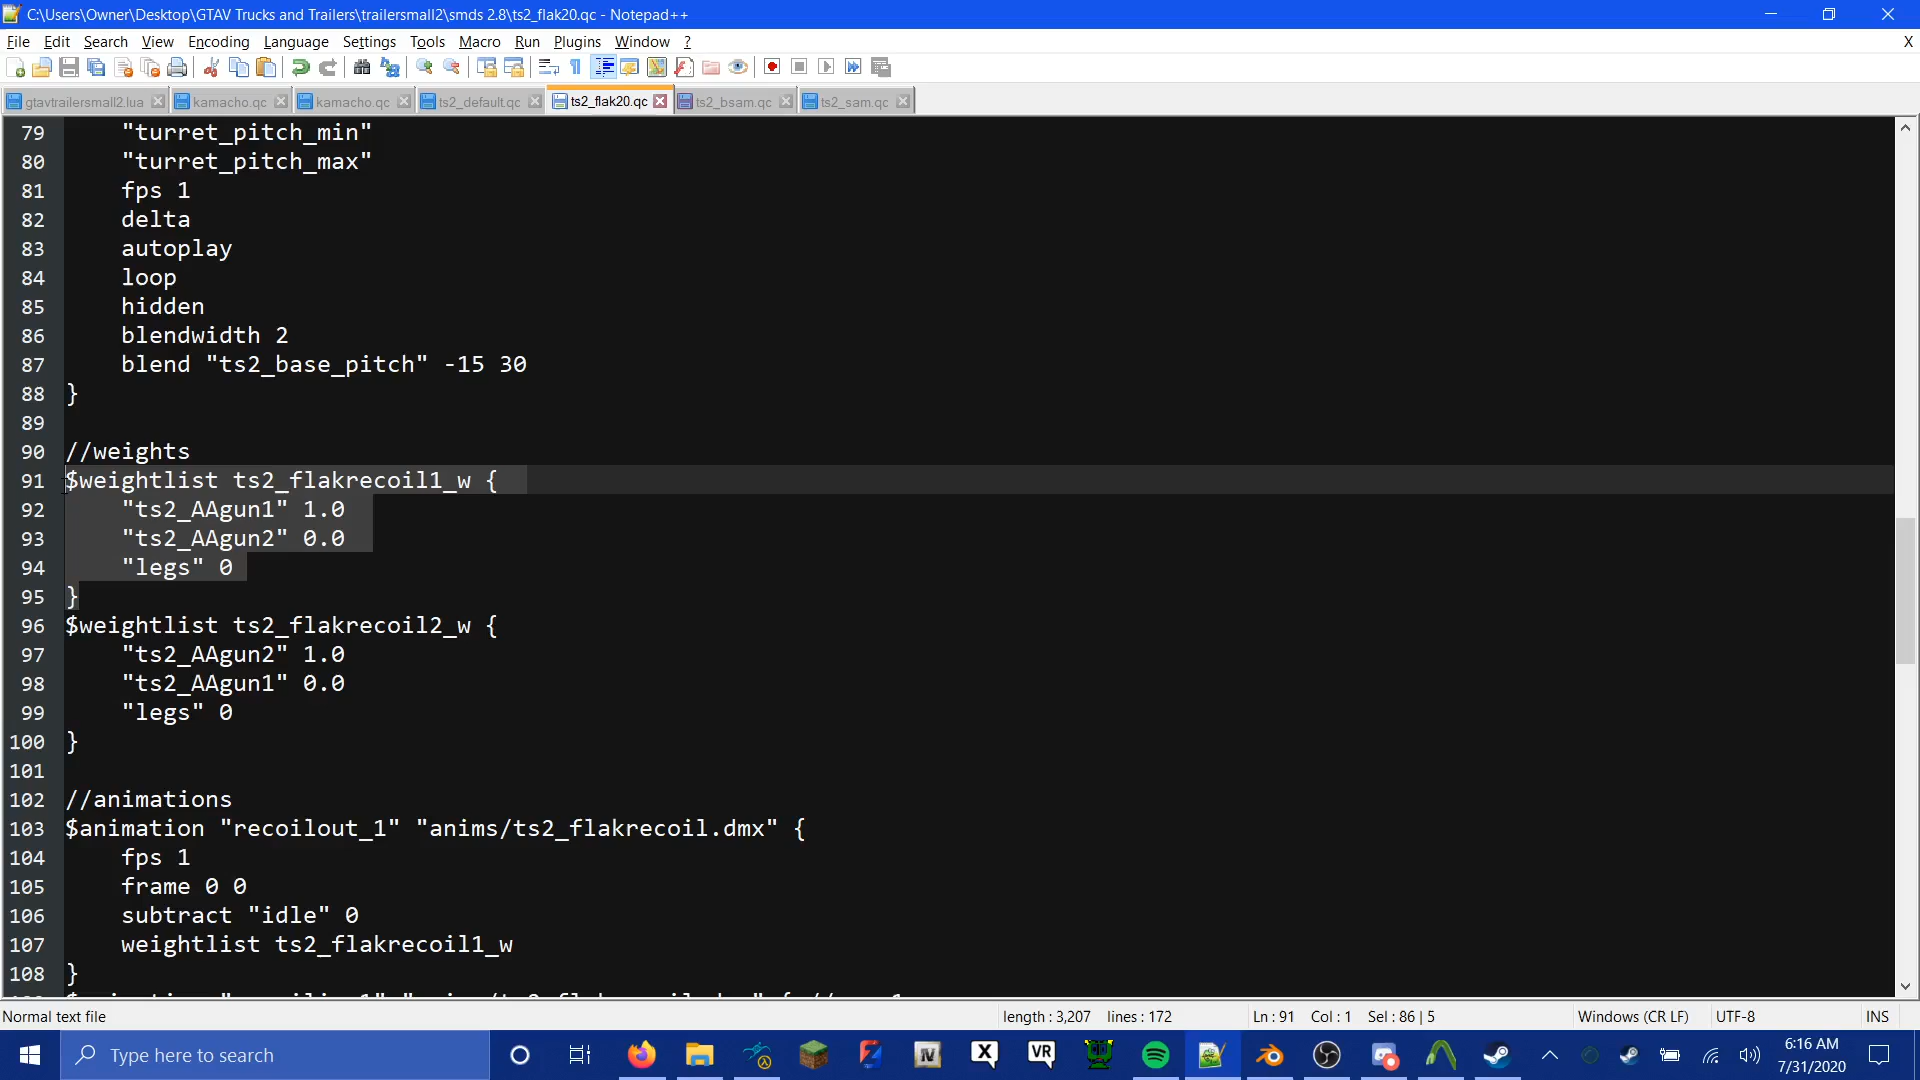 C:\Users\Owner\Desktop\GTAV Trucks and Trailers\trailersmall2\smds 2.8\ts2_flak20.qc - Notepad++
File Edit Search View Encoding Language Settings Tools Macro Run Plugins Window ? X
gtavtrailersmall2.lua kamacho.qc kamacho.qc ts2_default.qc ts2_flak20.qc ts2_bsam.qc ts2_sam.qc
79 "turret_pitch_min"
80 "turret_pitch_max"
81 fps 1
82 delta
83 autoplay
84 loop
85 hidden
86 blendwidth 2
87 blend "ts2_base_pitch" -15 30
88 }
89
90 //weights
91 $weightlist ts2_flakrecoil1_w {
92 "ts2_AAgun1" 1.0
93 "ts2_AAgun2" 0.0
94 "legs" 0
95 }
96 $weightlist ts2_flakrecoil2_w {
97 "ts2_AAgun2" 1.0
98 "ts2_AAgun1" 0.0
99 "legs" 0
100 }
101
102 //animations
103 $animation "recoilout_1" "anims/ts2_flakrecoil.dmx" {
104 fps 1
105 frame 0 0
106 subtract "idle" 0
107 weightlist ts2_flakrecoil1_w
108 }
Normal text file length : 3,207 lines : 172 Ln : 91 Col : 1 Sel : 86 | 5 Windows (CR LF) UTF-8 INS
Type here to search IV X VR 6:16 AM
7/31/2020